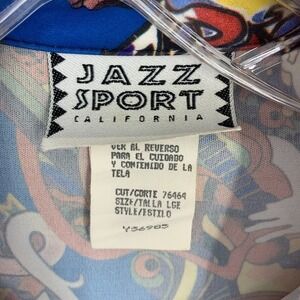 JAZZ
SPORT
CALIFORNIA
VER AL REVERSO
PARA EL CUIDADO
Y CONTENIDO DE LA
TELA
CUT/CORTE 76464
SIZE/TALLA LGE
STYLE/ESTILO
Y36905